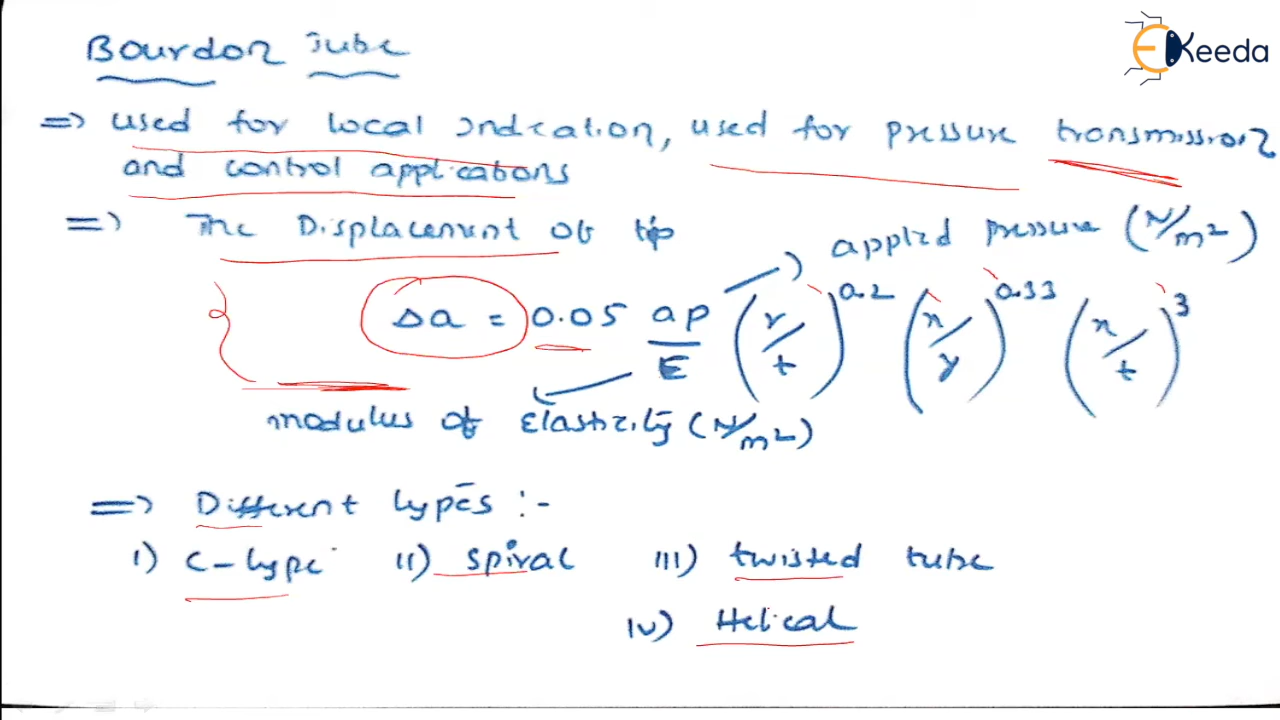 EKeeda
Bourdon Tube
=> used for local indication, used for pressure transmission
and control applications
=> The Displacement of tip
applied pressure (N/m2)
Δa = 0.05 ap/E (r/t)^0.2 (x/y)^0.33 (x/t)^3
modulus of Elasticity (N/m2)
=> Different types :-
i) C-type ii) spiral iii) twisted tube
iv) Helical